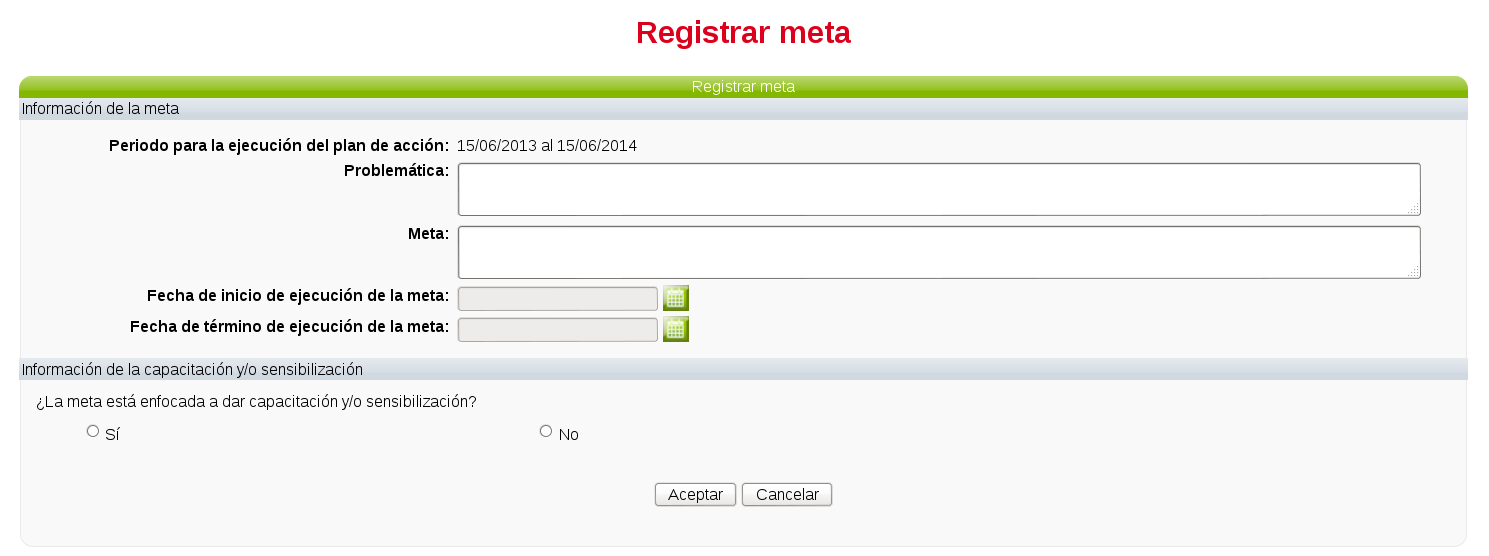 Registrar meta
Registrar meta
Información de la meta
Periodo para la ejecución del plan de acción: 15/06/2013 al 15/06/2014
Problemática:
Meta:
Fecha de inicio de ejecución de la meta:
Fecha de término de ejecución de la meta:
Información de la capacitación y/o sensibilización
¿La meta está enfocada a dar capacitación y/o sensibilización?
Sí No
Aceptar Cancelar